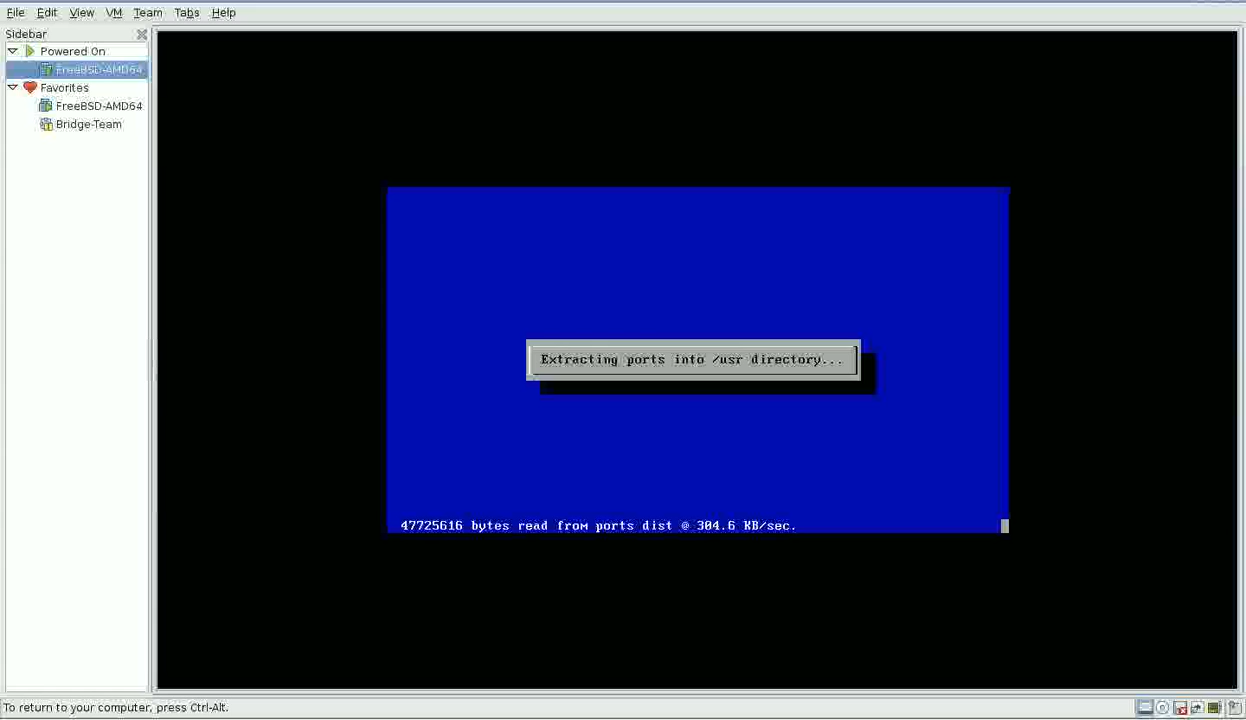 File Edit View VM Team Tabs Help
Sidebar
Powered On
FreeBSD-AMD64
Favorites
FreeBSD-AMD64
Bridge-Team
Extracting ports into /usr directory...
47725616 bytes read from ports dist @ 304.6 KB/sec.
To return to your computer, press Ctrl-Alt.